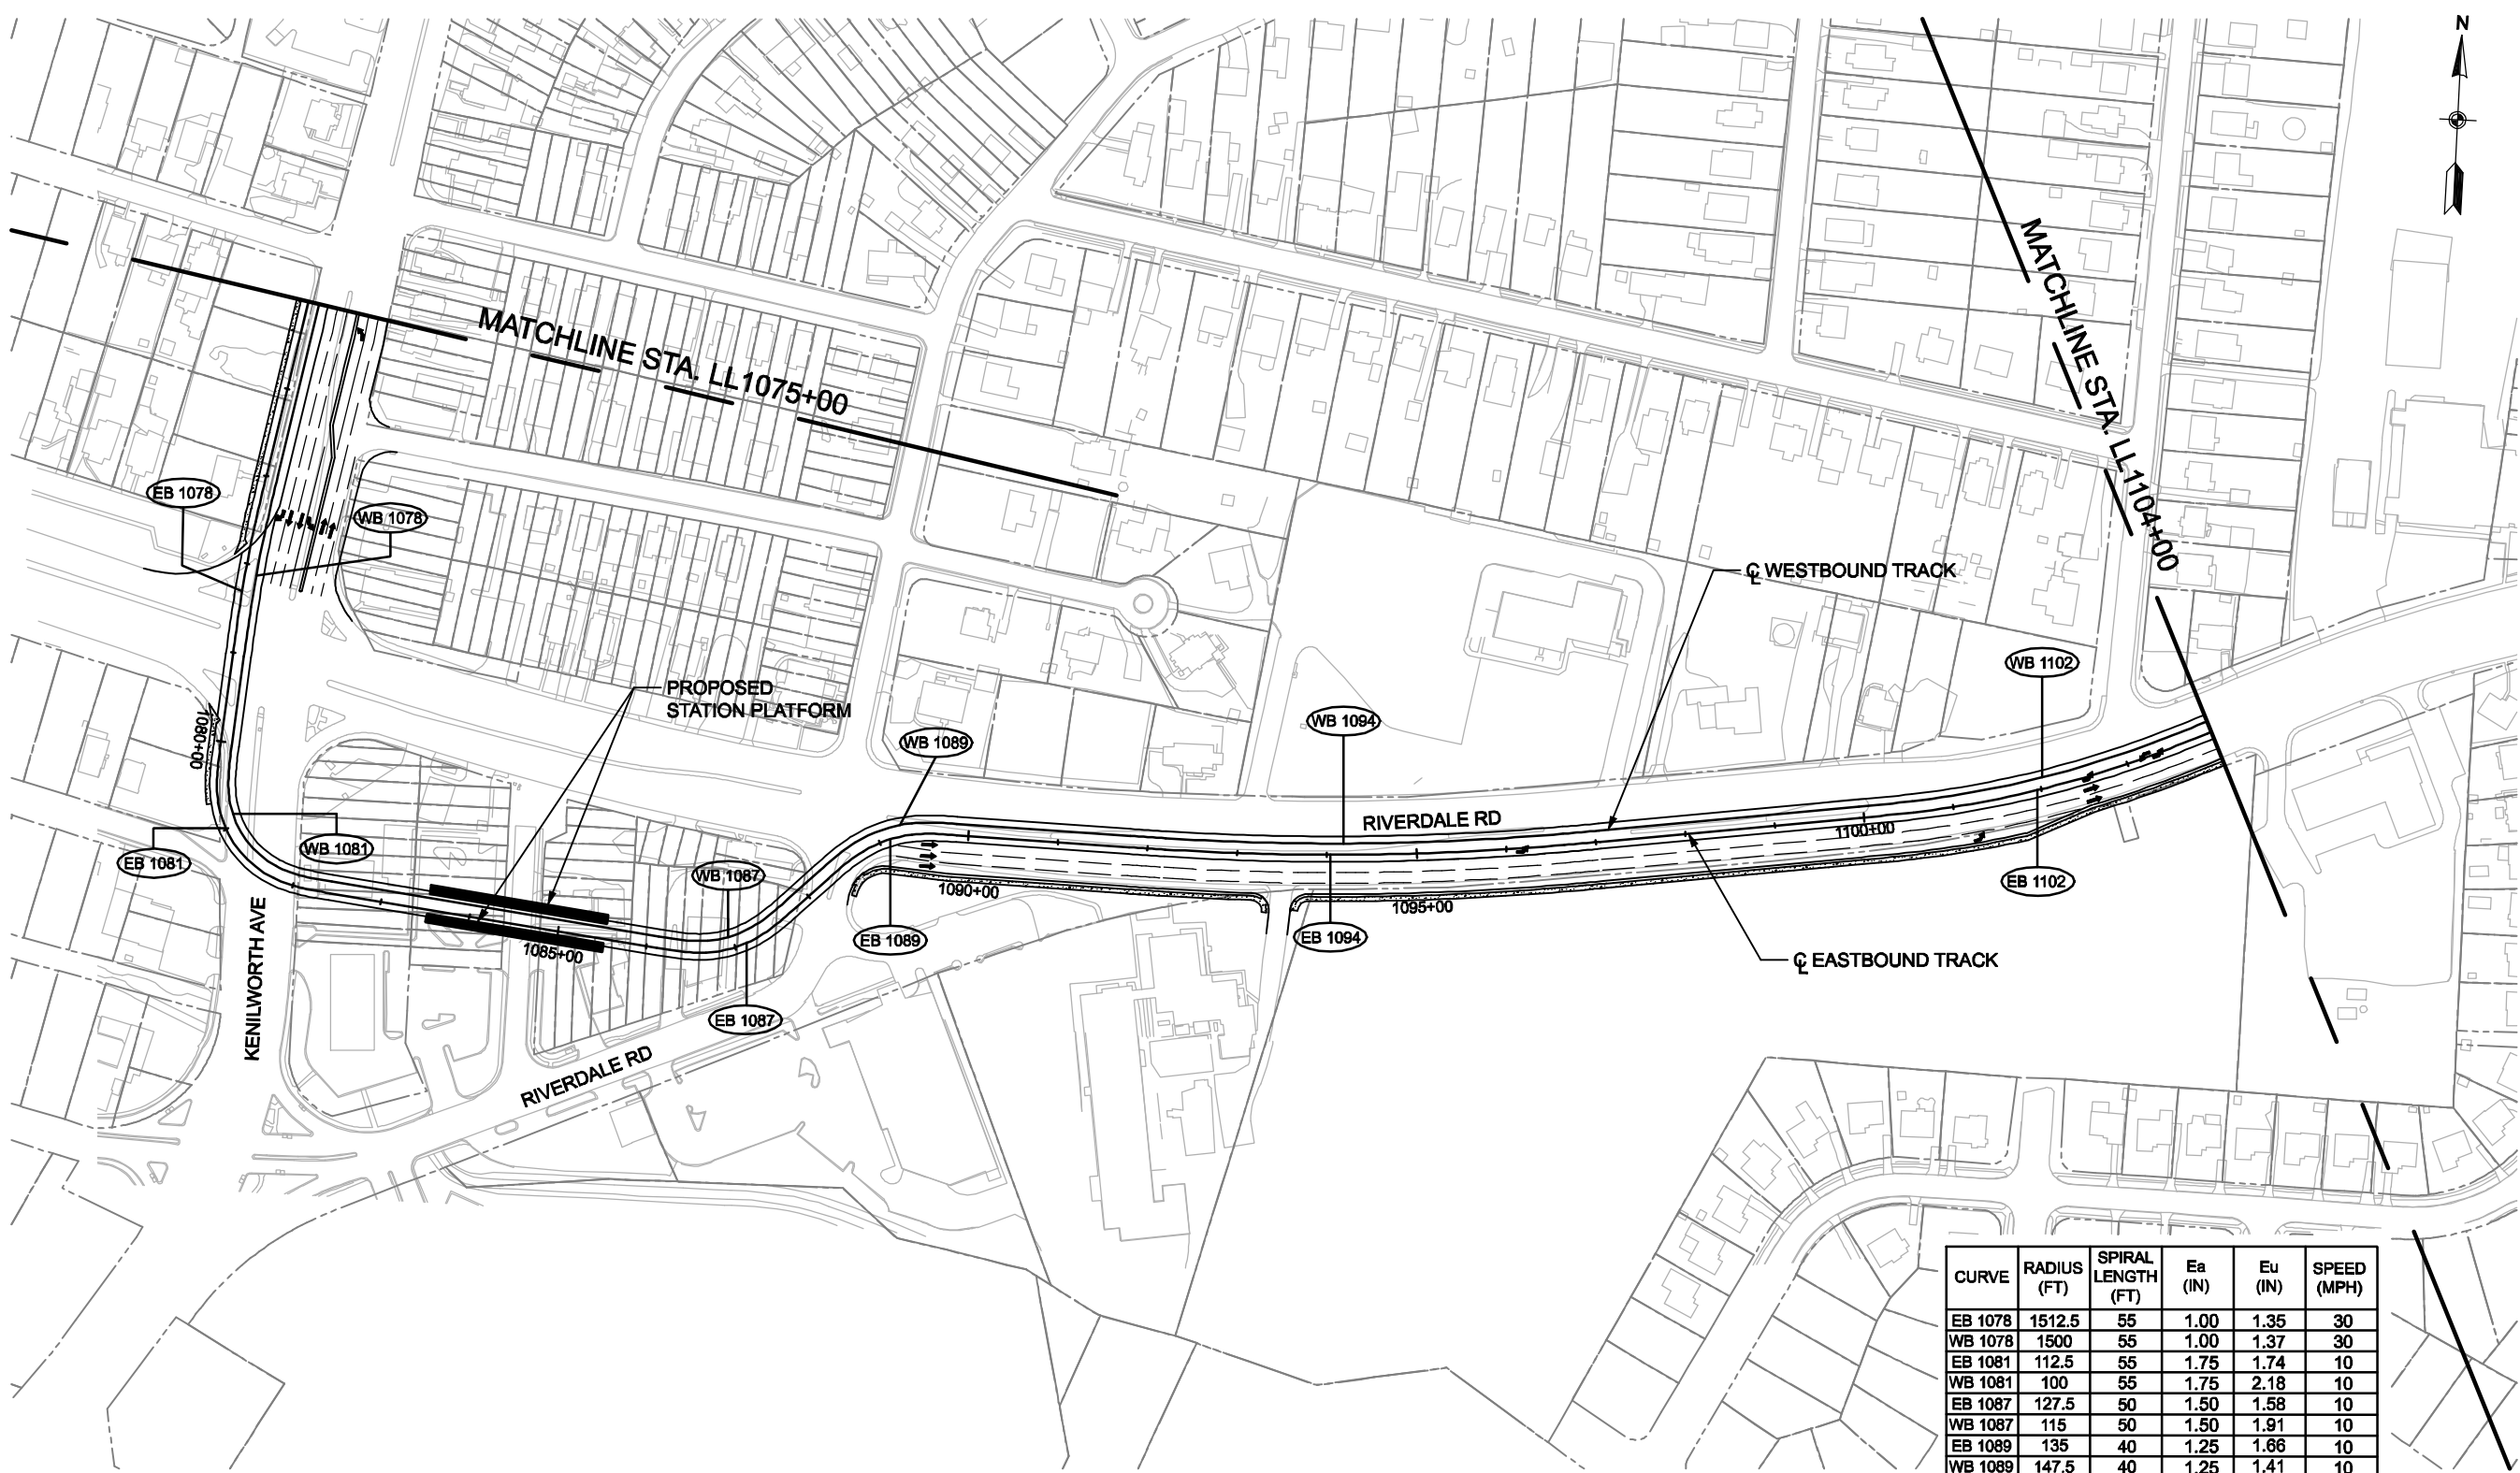 N
MATCHLINE STA. LL1075+00
MATCHLINE STA. LL1104+00
EB 1078
WB 1078
℄ WESTBOUND TRACK
WB 1102
PROPOSED
STATION PLATFORM
1080+00
WB 1094
WB 1089
RIVERDALE RD
1100+00
WB 1081
EB 1081
WB 1087
EB 1102
1090+00
1095+00
EB 1089
EB 1094
1085+00
℄ EASTBOUND TRACK
KENILWORTH AVE
EB 1087
RIVERDALE RD
CURVE RADIUS (FT) SPIRAL LENGTH (FT) Ea (IN) Eu (IN) SPEED (MPH)
EB 1078 1512.5 55 1.00 1.35 30
WB 1078 1500 55 1.00 1.37 30
EB 1081 112.5 55 1.75 1.74 10
WB 1081 100 55 1.75 2.18 10
EB 1087 127.5 50 1.50 1.58 10
WB 1087 115 50 1.50 1.91 10
EB 1089 135 40 1.25 1.66 10
WB 1089 147.5 40 1.25 1.41 10